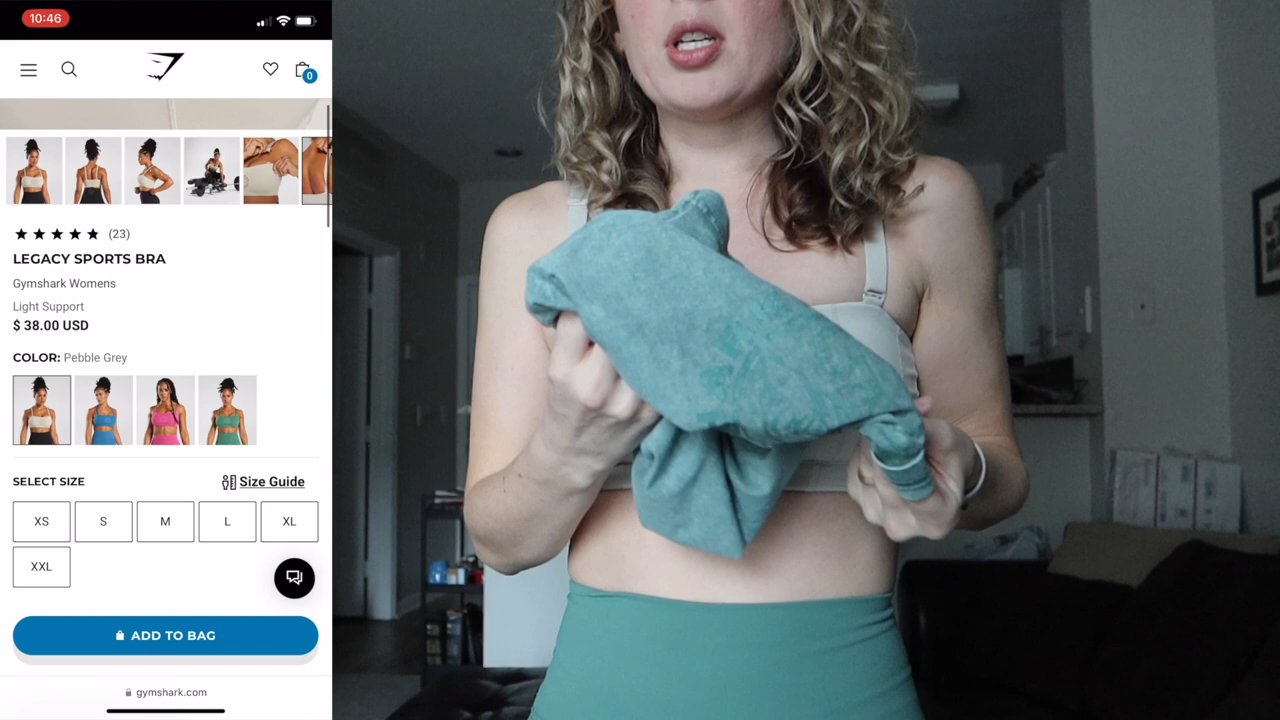 10:46
0
(23)
LEGACY SPORTS BRA
Gymshark Womens
Light Support
$ 38.00 USD
COLOR: Pebble Grey
SELECT SIZE
Size Guide
XS
S
M
L
XL
XXL
ADD TO BAG
gymshark.com